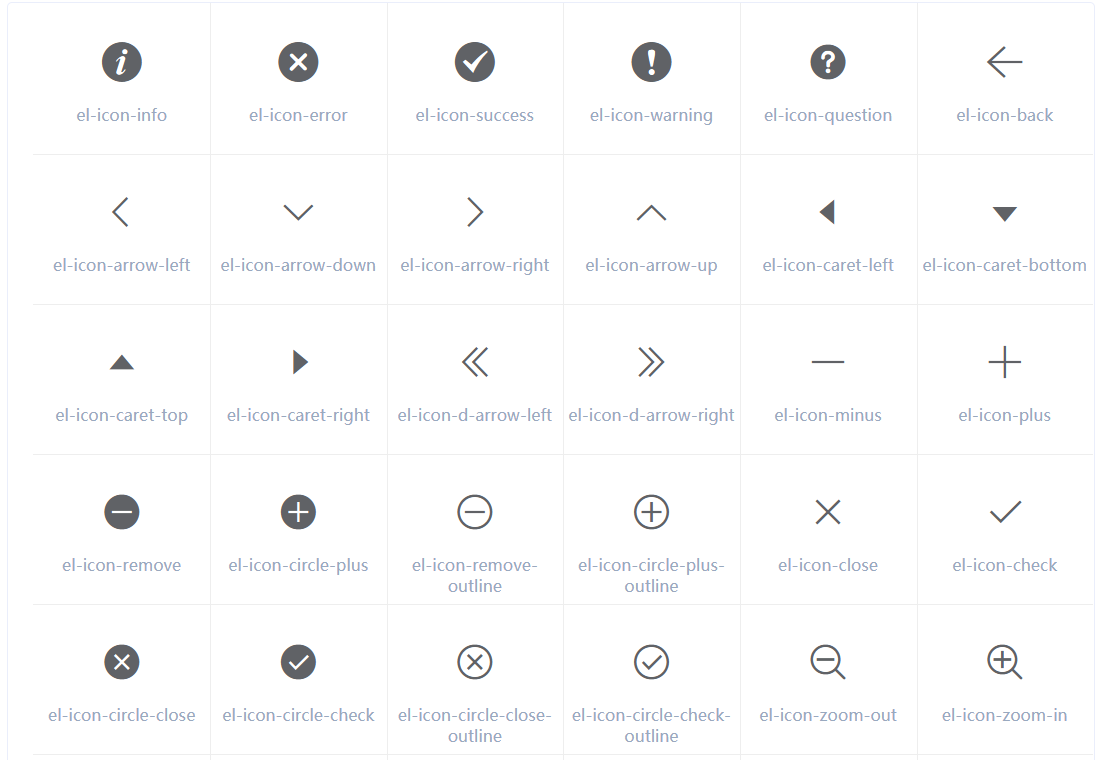 el-icon-info
el-icon-error
el-icon-success
el-icon-warning
el-icon-question
el-icon-back
el-icon-arrow-left
el-icon-arrow-down
el-icon-arrow-right
el-icon-arrow-up
el-icon-caret-left
el-icon-caret-bottom
el-icon-caret-top
el-icon-caret-right
el-icon-d-arrow-left
el-icon-d-arrow-right
el-icon-minus
el-icon-plus
el-icon-remove
el-icon-circle-plus
el-icon-remove-
outline
el-icon-circle-plus-
outline
el-icon-close
el-icon-check
el-icon-circle-close
el-icon-circle-check
el-icon-circle-close-
outline
el-icon-circle-check-
outline
el-icon-zoom-out
el-icon-zoom-in